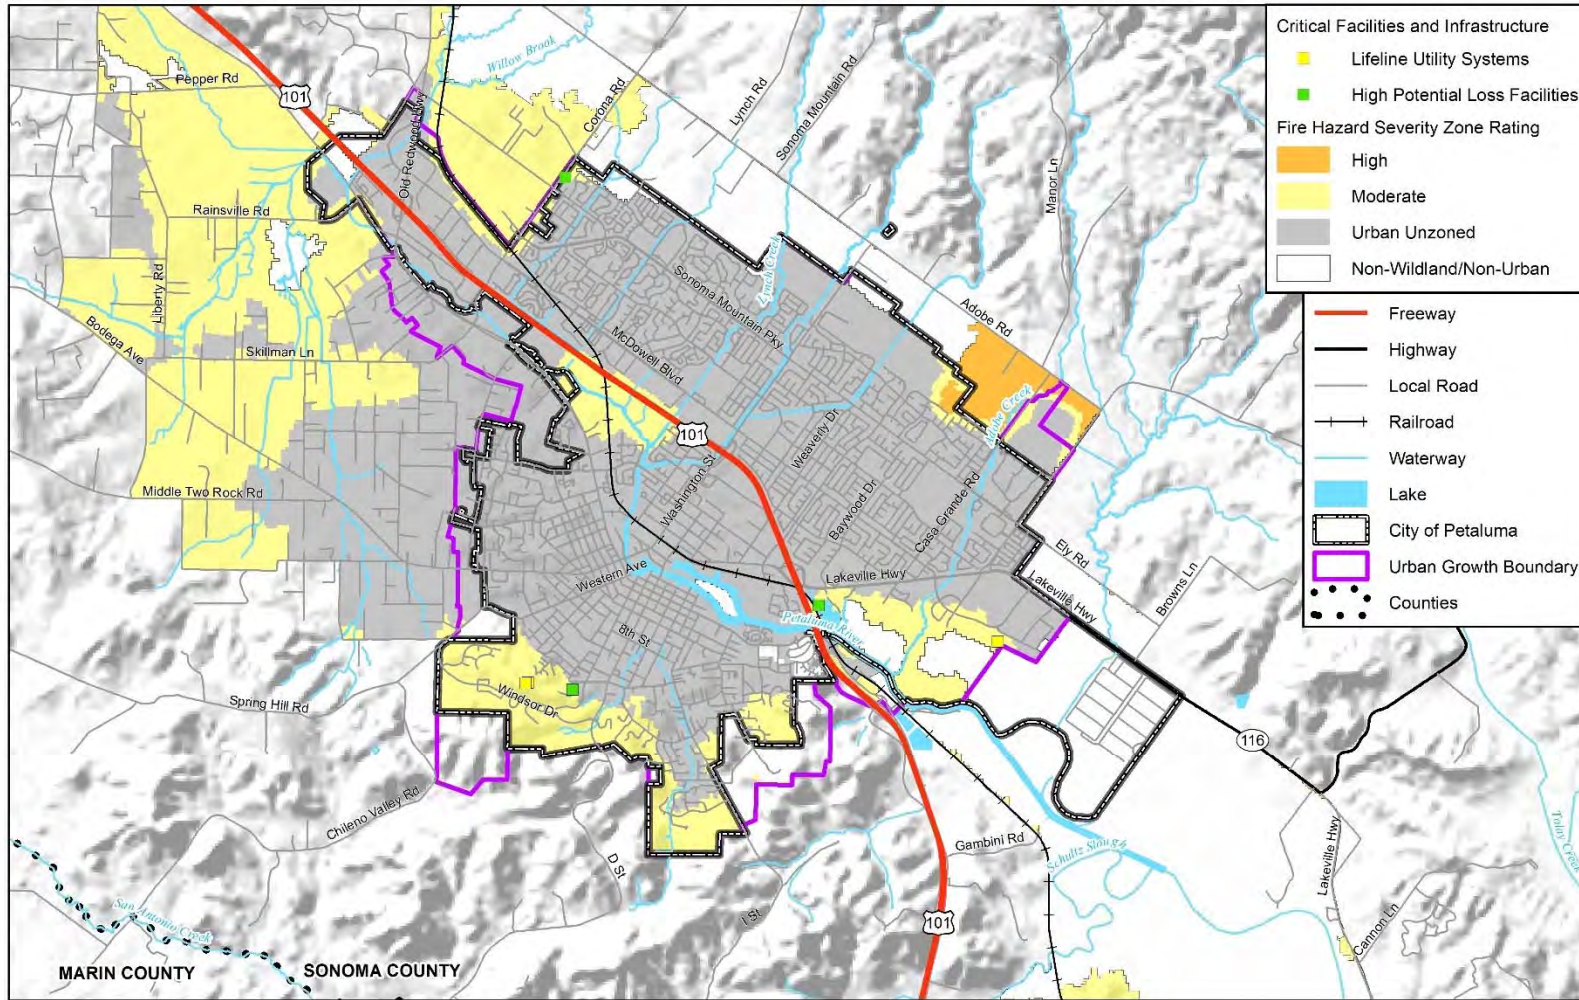 Critical Facilities and Infrastructure
Lifeline Utility Systems
High Potential Loss Facilities
Fire Hazard Severity Zone Rating
High
Moderate
Urban Unzoned
Non-Wildland/Non-Urban
Freeway
Highway
Local Road
Railroad
Waterway
Lake
City of Petaluma
Urban Growth Boundary
Counties
Willow Brook
Pepper Rd
101
Old Redwood Hwy
Corona Rd
Lynch Rd
Sonoma Mountain Rd
Manor Ln
Rainsville Rd
Liberty Rd
Lynch Creek
Sonoma Mountain Pky
Adobe Rd
Bodega Ave
Skillman Ln
McDowell Blvd
Adobe Creek
101
Weaverly Dr
Washington St
Baywood Dr
Casa Grande Rd
Middle Two Rock Rd
Western Ave
Lakeville Hwy
Ely Rd
Lakeville Hwy
Browns Ln
Petaluma River
8th St
Windsor Dr
Spring Hill Rd
116
Chileno Valley Rd
Gambini Rd
Schultz Slough
D St
I St
Lakeville Hwy
Tolay Creek
Cannon Ln
101
San Antonio Creek
MARIN COUNTY
SONOMA COUNTY